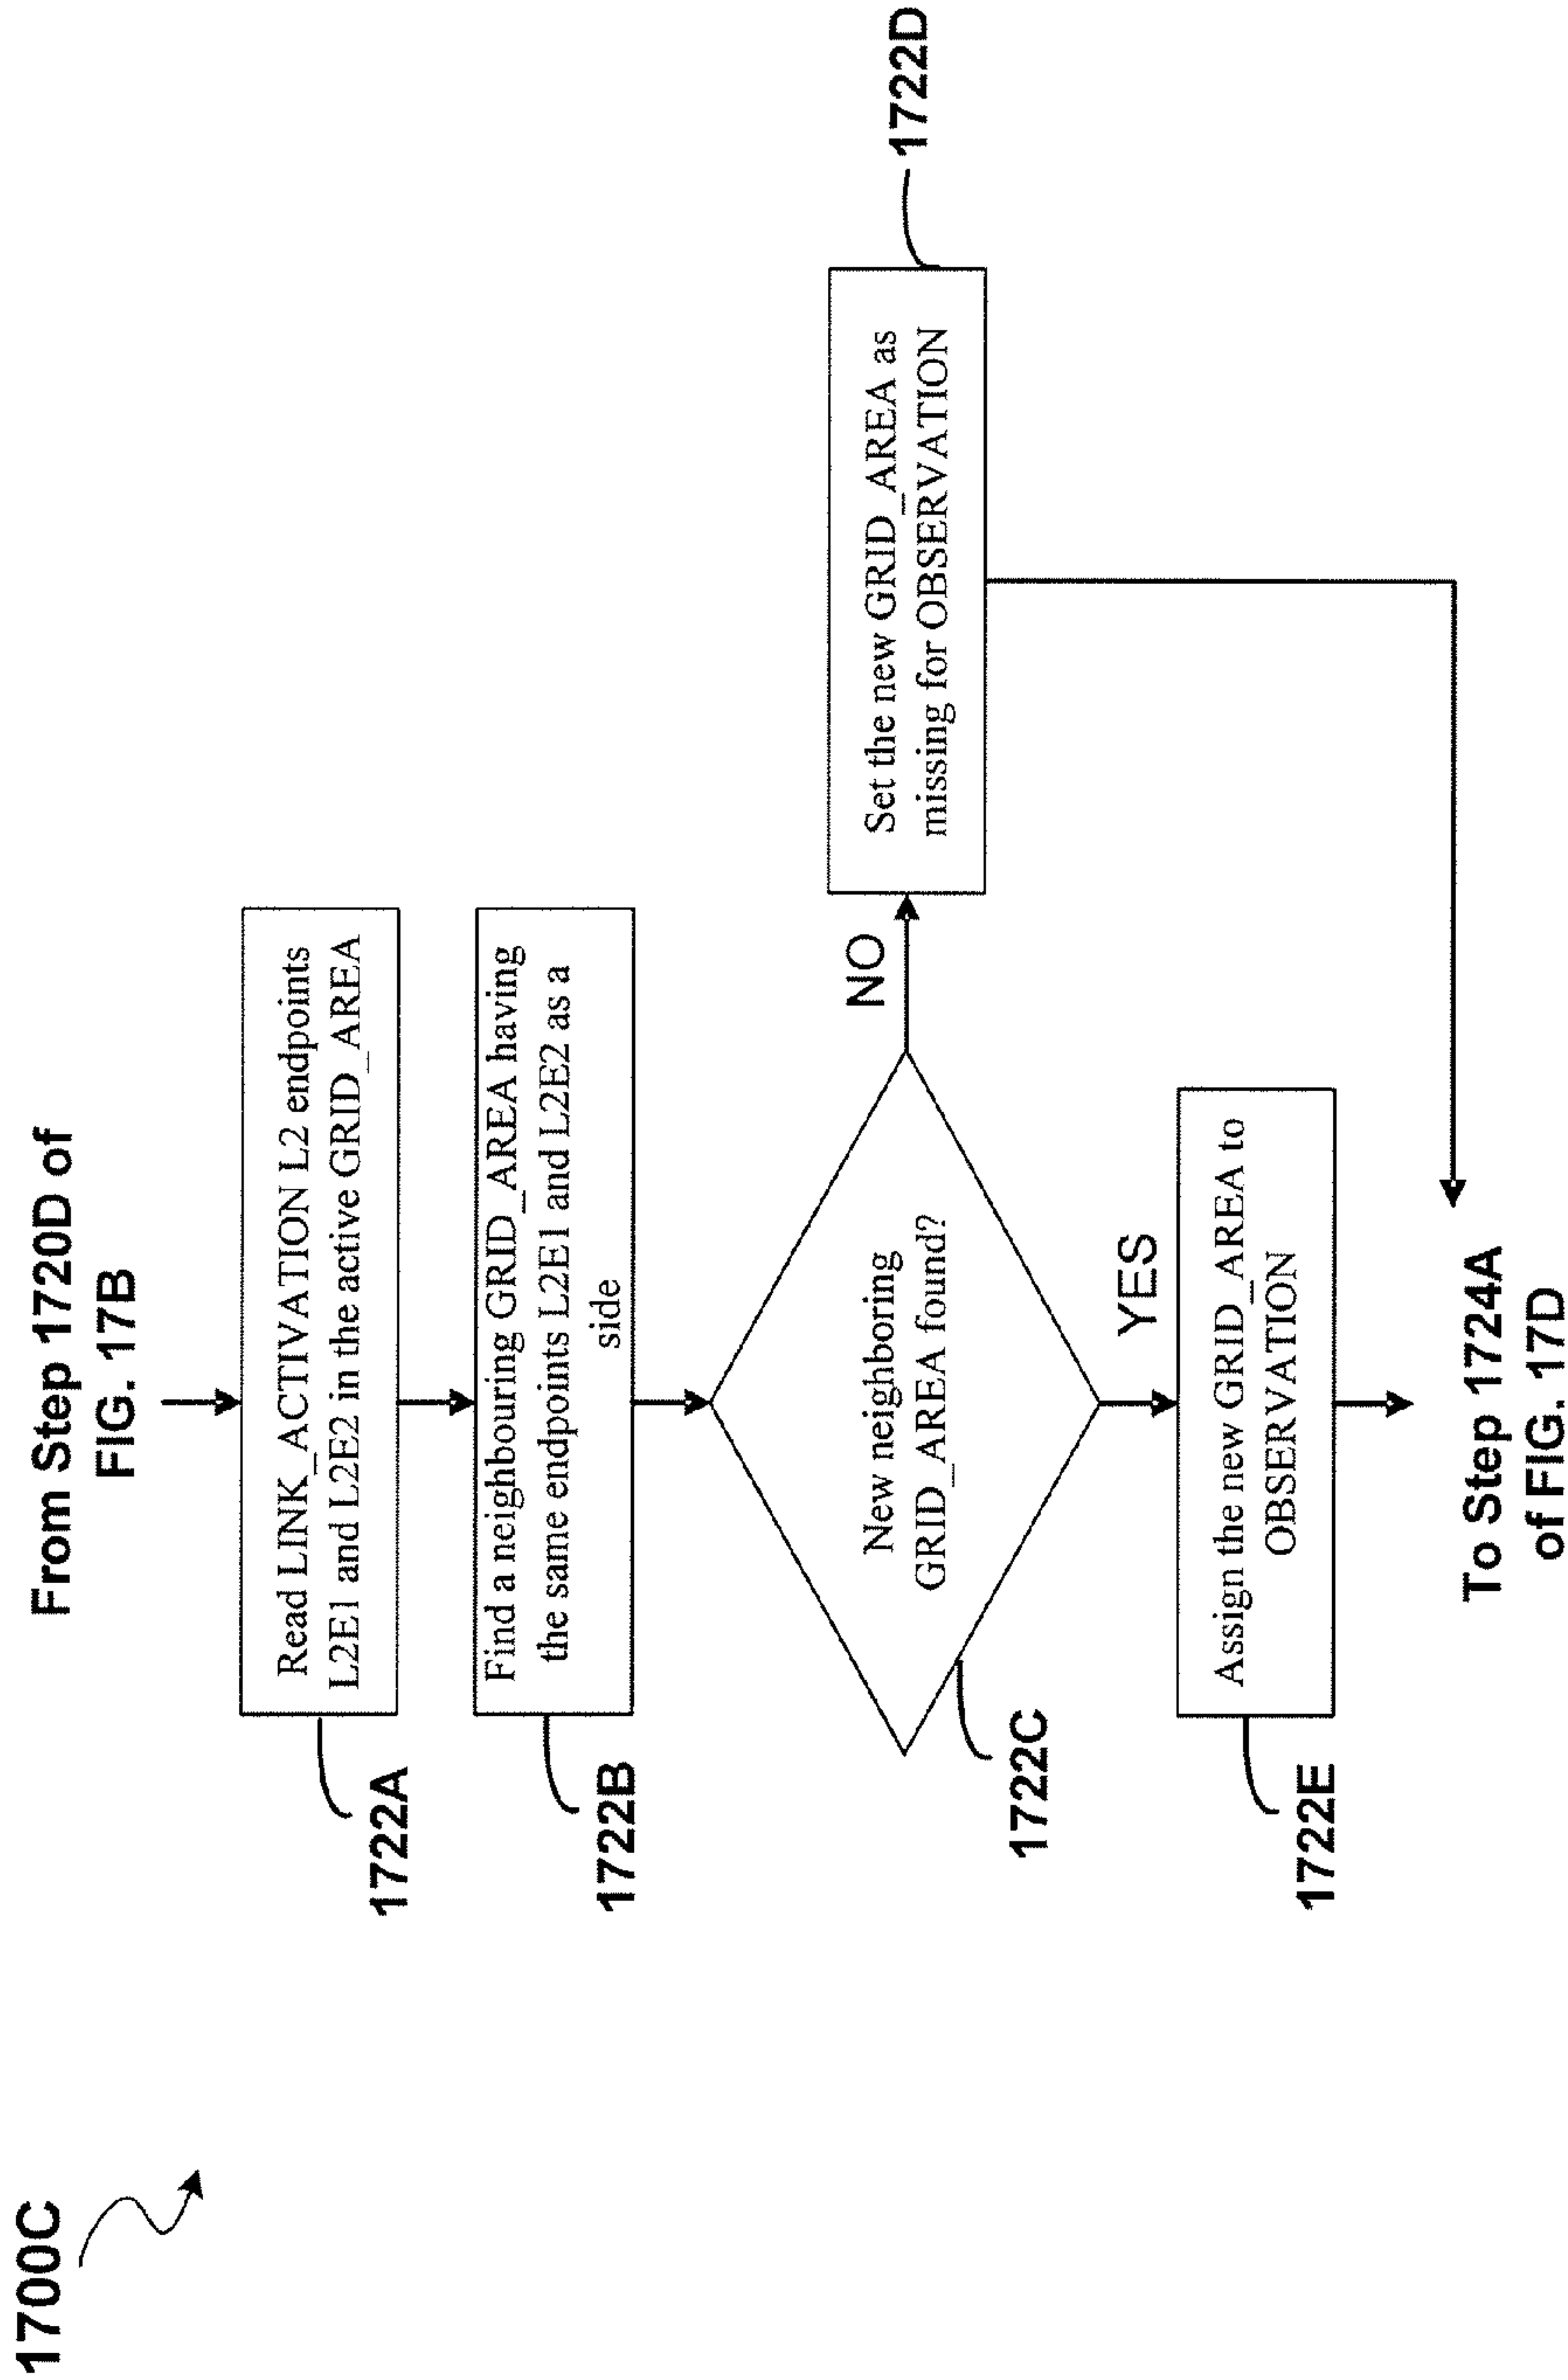 1700C
From Step 1720D of
FIG. 17B
Read LINK_ACTIVATION L2 endpoints
L2E1 and L2E2 in the active GRID_AREA
1722A
Find a neighbouring GRID_AREA having
the same endpoints L2E1 and L2E2 as a
side
1722B
New neighboring
GRID_AREA found?
1722C
NO
Set the new GRID_AREA as
missing for OBSERVATION
1722D
YES
Assign the new GRID_AREA to
OBSERVATION
1722E
To Step 1724A
of FIG. 17D